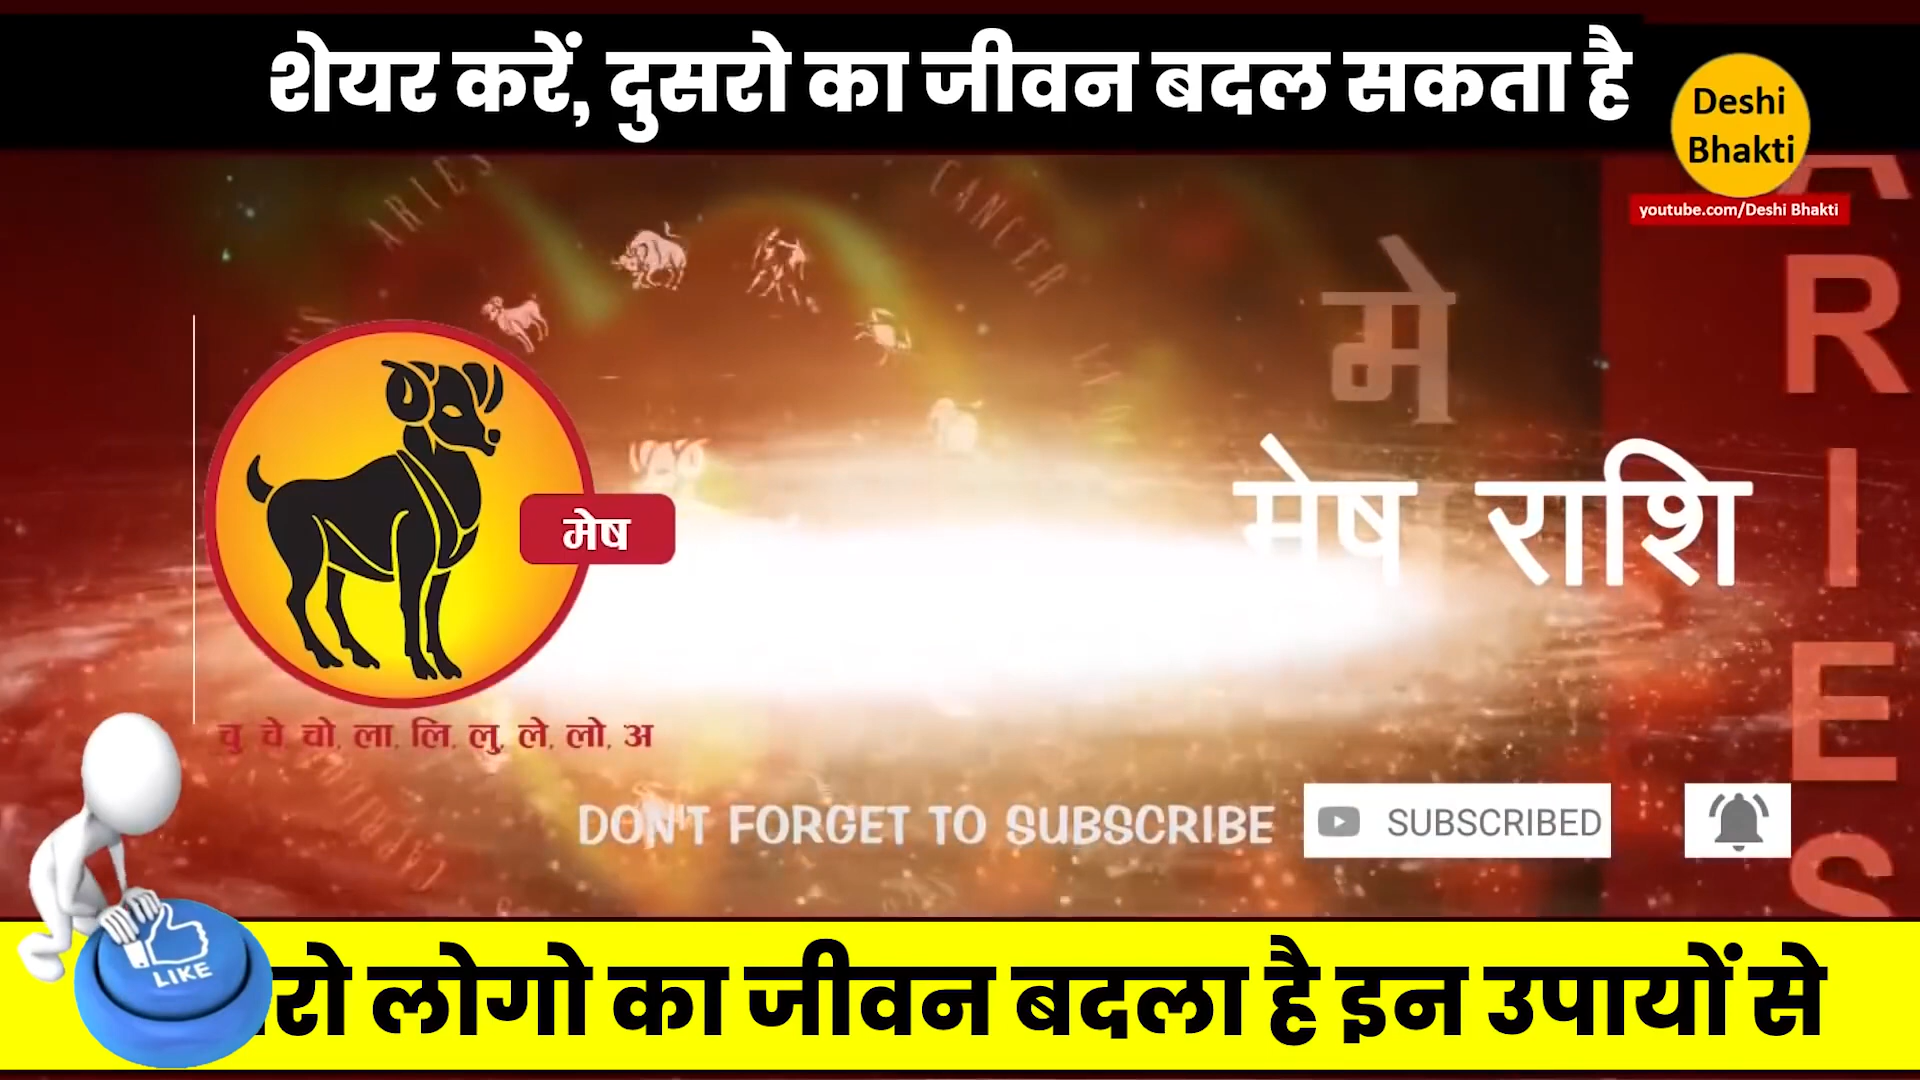 शेयर करें, दुसरो का जीवन बदल सकता है
Deshi
Bhakti
youtube.com/Deshi Bhakti
ARIES
CANCER
मे
मेष राशि
मेष
ARIES
चु चे, चो, ला, लि, लु, ले, लो, अ
DON'T FORGET TO SUBSCRIBE
SUBSCRIBED
LIKE
लोगो का जीवन बदला है इन उपायों से